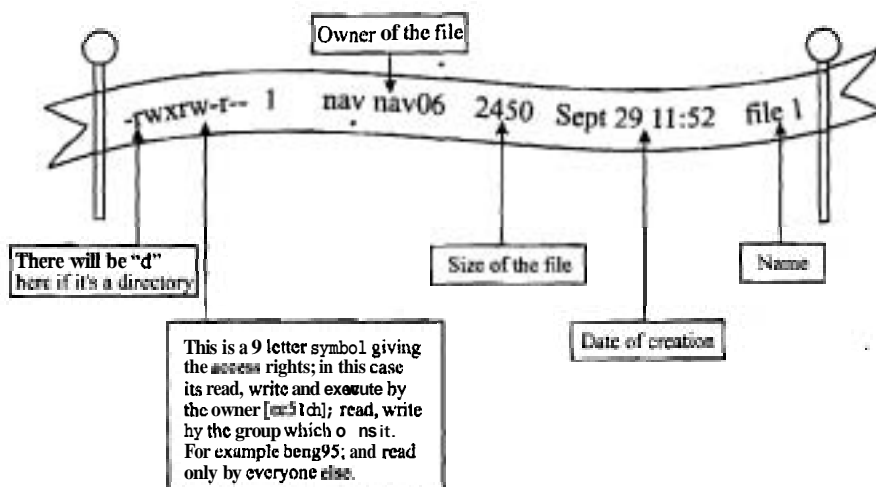 Owner of the file
-rwxrw-r-- 1 nav nav06 2450 Sept 29 11:52 file 1
There will be "d"
here if it's a directory
Size of the file
Name
Date of creation
This is a 9 letter symbol giving
the access rights; in this case
its read, write and execute by
the owner read, write
by the group which
For example beng95; and read
only by everyone else.